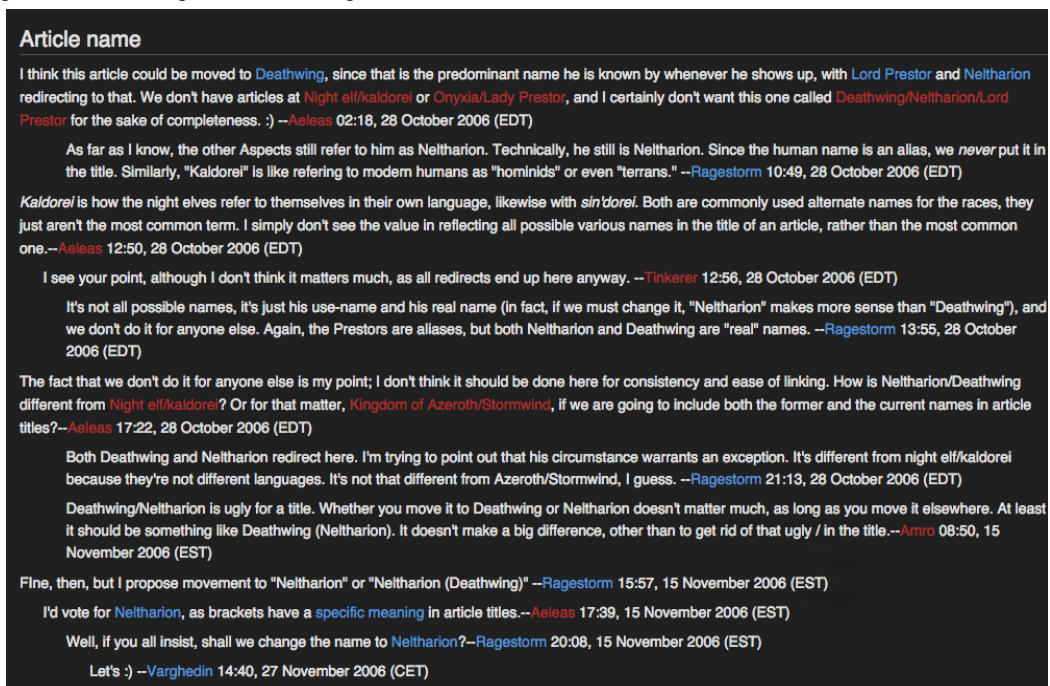 Article name
I think this article could be moved to Deathwing, since that is the predominant name he is known by whenever he shows up, with Lord Prestor and Neltharion
redirecting to that. We don't have articles at Night elf/kaldorei or Onyxia/Lady Prestor, and I certainly don't want this one called Deathwing/Neltharion/Lord
Prestor for the sake of completeness. :) --Aeleas 02:18, 28 October 2006 (EDT)
As far as I know, the other Aspects still refer to him as Neltharion. Technically, he still is Neltharion. Since the human name is an alias, we never put it in
the title. Similarly, "Kaldorei" is like refering to modern humans as "hominids" or even "terrans." --Ragestorm 10:49, 28 October 2006 (EDT)
Kaldorei is how the night elves refer to themselves in their own language, likewise with sin'dorei. Both are commonly used alternate names for the races, they
just aren't the most common term. I simply don't see the value in reflecting all possible various names in the title of an article, rather than the most common
one.--Aeleas 12:50, 28 October 2006 (EDT)
I see your point, although I don't think it matters much, as all redirects end up here anyway. --Tinkerer 12:56, 28 October 2006 (EDT)
It's not all possible names, it's just his use-name and his real name (in fact, if we must change it, "Neltharion" makes more sense than "Deathwing"), and
we don't do it for anyone else. Again, the Prestors are aliases, but both Neltharion and Deathwing are "real" names. --Ragestorm 13:55, 28 October
2006 (EDT)
The fact that we don't do it for anyone else is my point; I don't think it should be done here for consistency and ease of linking. How is Neltharion/Deathwing
different from Night elf/kaldorei? Or for that matter, Kingdom of Azeroth/Stormwind, if we are going to include both the former and the current names in article
titles?--Aeleas 17:22, 28 October 2006 (EDT)
Both Deathwing and Neltharion redirect here. I'm trying to point out that his circumstance warrants an exception. It's different from night elf/kaldorei
because they're not different languages. It's not that different from Azeroth/Stormwind, I guess. --Ragestorm 21:13, 28 October 2006 (EDT)
Deathwing/Neltharion is ugly for a title. Whether you move it to Deathwing or Neltharion doesn't matter much, as long as you move it elsewhere. At least
it should be something like Deathwing (Neltharion). It doesn't make a big difference, other than to get rid of that ugly / in the title.--Amro 08:50, 15
November 2006 (EST)
FIne, then, but I propose movement to "Neltharion" or "Neltharion (Deathwing)" --Ragestorm 15:57, 15 November 2006 (EST)
I'd vote for Neltharion, as brackets have a specific meaning in article titles.--Aeleas 17:39, 15 November 2006 (EST)
Well, if you all insist, shall we change the name to Neltharion?--Ragestorm 20:08, 15 November 2006 (EST)
Let's :) --Varghedin 14:40, 27 November 2006 (CET)